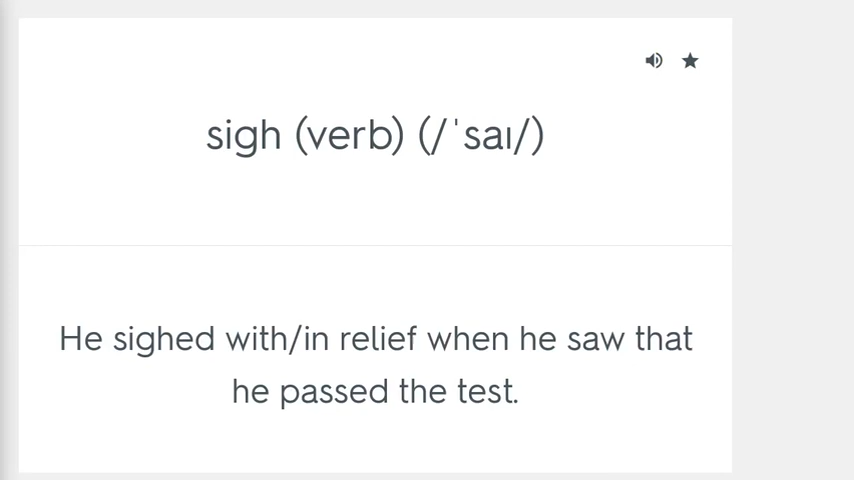 sigh (verb) (/ˈsaɪ/)
He sighed with/in relief when he saw that
he passed the test.